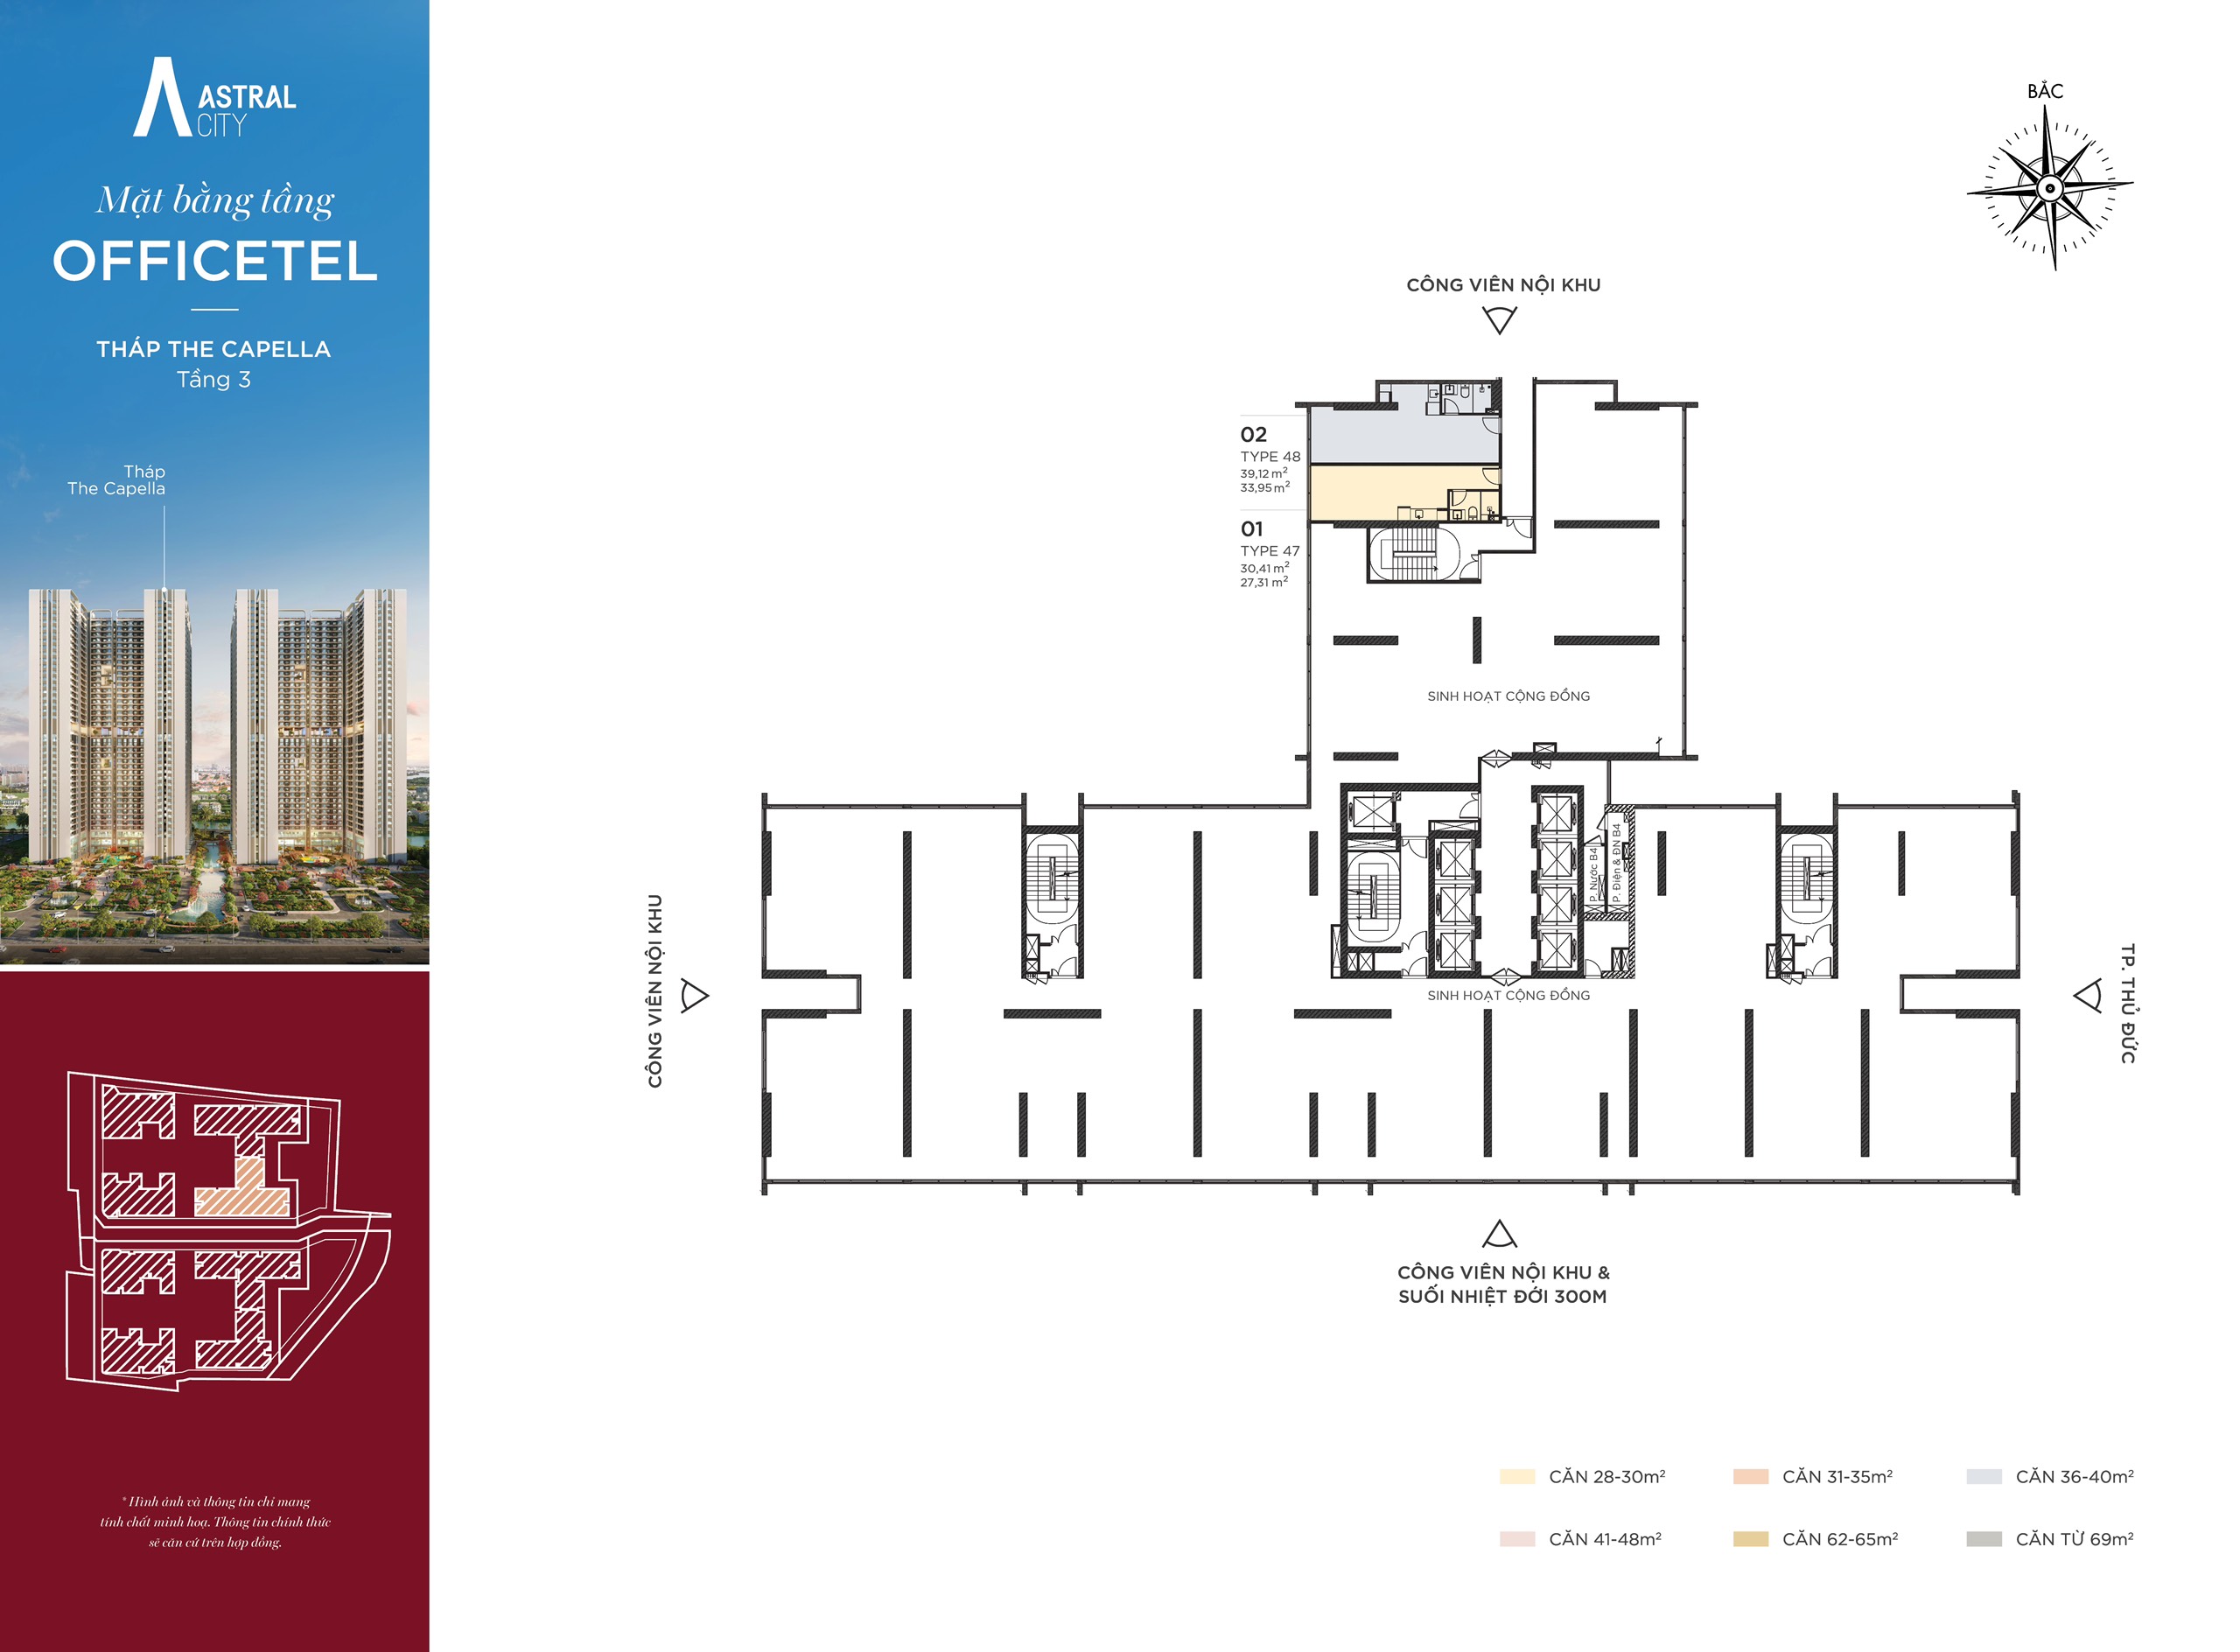 ASTRAL
CITY
Mặt bằng tầng
OFFICETEL
THÁP THE CAPELLA
Tầng 3
Tháp
The Capella
* Hình ảnh và thông tin chỉ mang
tính chất minh hoạ. Thông tin chính thức
sẽ căn cứ trên hợp đồng.
BẮC
CÔNG VIÊN NỘI KHU
02
TYPE 48
39,12 m²
33,95 m²
01
TYPE 47
30,41 m²
27,31 m²
SINH HOẠT CỘNG ĐỒNG
P. Nước B4
P. Điện & ĐN B4
CÔNG VIÊN NỘI KHU
SINH HOẠT CỘNG ĐỒNG
TP. THỦ ĐỨC
CÔNG VIÊN NỘI KHU &
SUỐI NHIỆT ĐỚI 300M
CĂN 28-30m²
CĂN 31-35m²
CĂN 36-40m²
CĂN 41-48m²
CĂN 62-65m²
CĂN TỪ 69m²